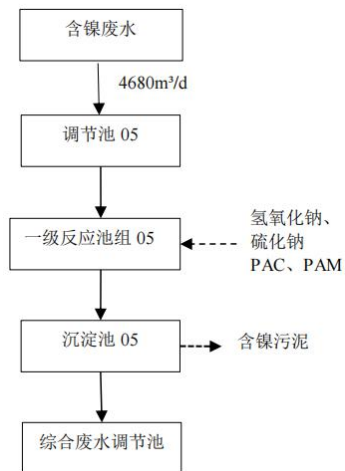 含镍废水
4680m³/d
调节池 05
一级反应池组 05
氢氧化钠、
硫化钠
PAC、PAM
沉淀池 05
含镍污泥
综合废水调节池